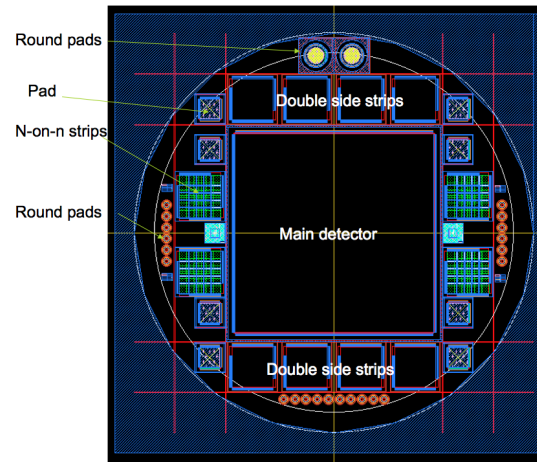 Round pads
Pad
Double side strips
N-on-n strips
Round pads
Main detector
Double side strips